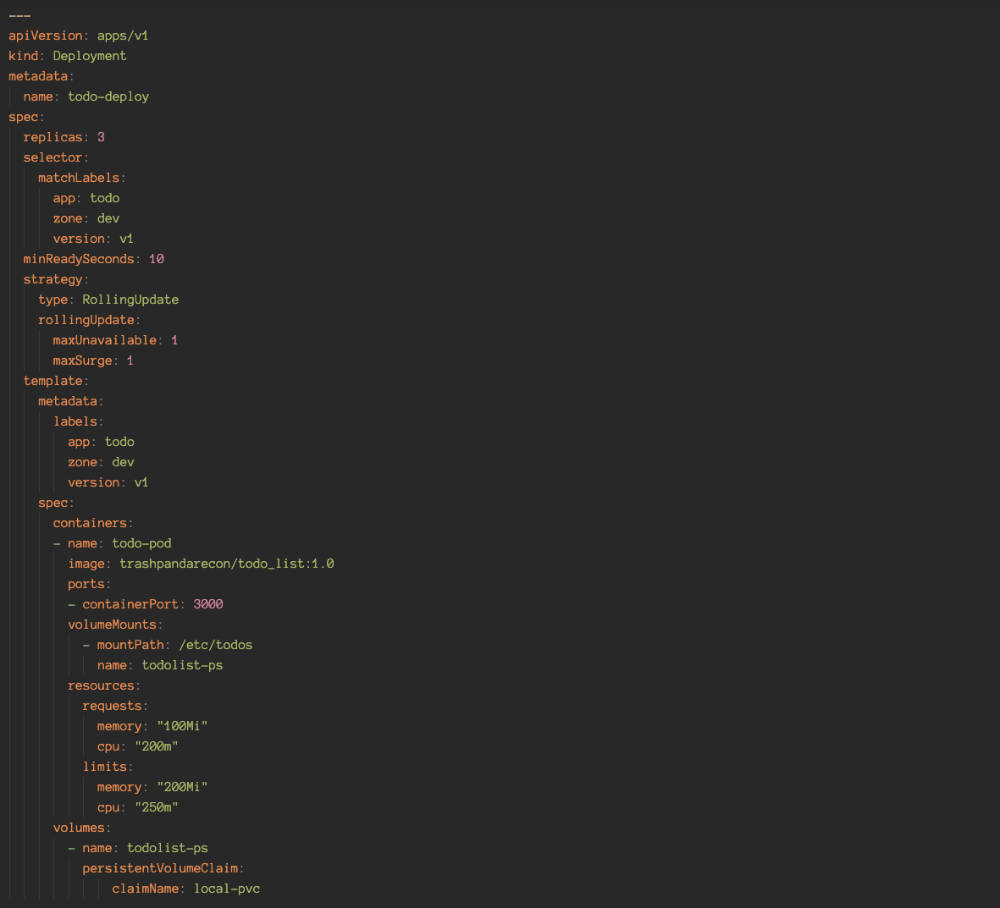 ---
apiVersion: apps/v1
kind: Deployment
metadata:
  name: todo-deploy
spec:
  replicas: 3
  selector:
    matchLabels:
      app: todo
      zone: dev
      version: v1
  minReadySeconds: 10
  strategy:
    type: RollingUpdate
    rollingUpdate:
      maxUnavailable: 1
      maxSurge: 1
  template:
    metadata:
      labels:
        app: todo
        zone: dev
        version: v1
    spec:
      containers:
      - name: todo-pod
        image: trashpandarecon/todo_list:1.0
        ports:
        - containerPort: 3000
        volumeMounts:
          - mountPath: /etc/todos
            name: todolist-ps
        resources:
          requests:
            memory: "100Mi"
            cpu: "200m"
          limits:
            memory: "200Mi"
            cpu: "250m"
      volumes:
        - name: todolist-ps
          persistentVolumeClaim:
              claimName: local-pvc